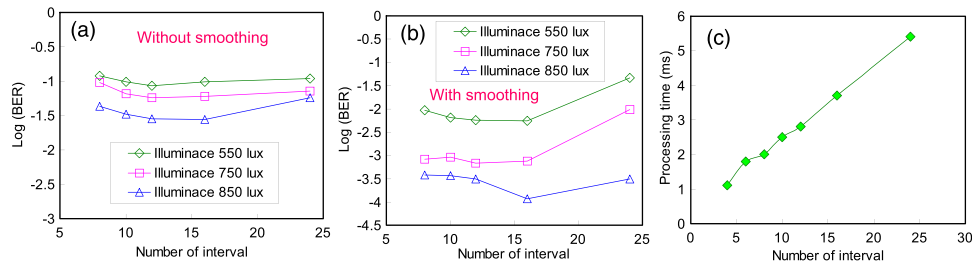 (a)
Without smoothing
Log (BER)
0
-0.5
-1
-1.5
-2
-2.5
-3
Illuminace 550 lux
Illuminace 750 lux
Illuminace 850 lux
5 10 15 20 25
Number of interval
(b)
Illuminace 550 lux
Illuminace 750 lux
Illuminace 850 lux
With smoothing
Log (BER)
0
-0.5
-1
-1.5
-2
-2.5
-3
-3.5
-4
-4.5
5 10 15 20 25
Number of interval
(c)
Processing time (ms)
6
5
4
3
2
1
0
0 5 10 15 20 25 30
Number of interval